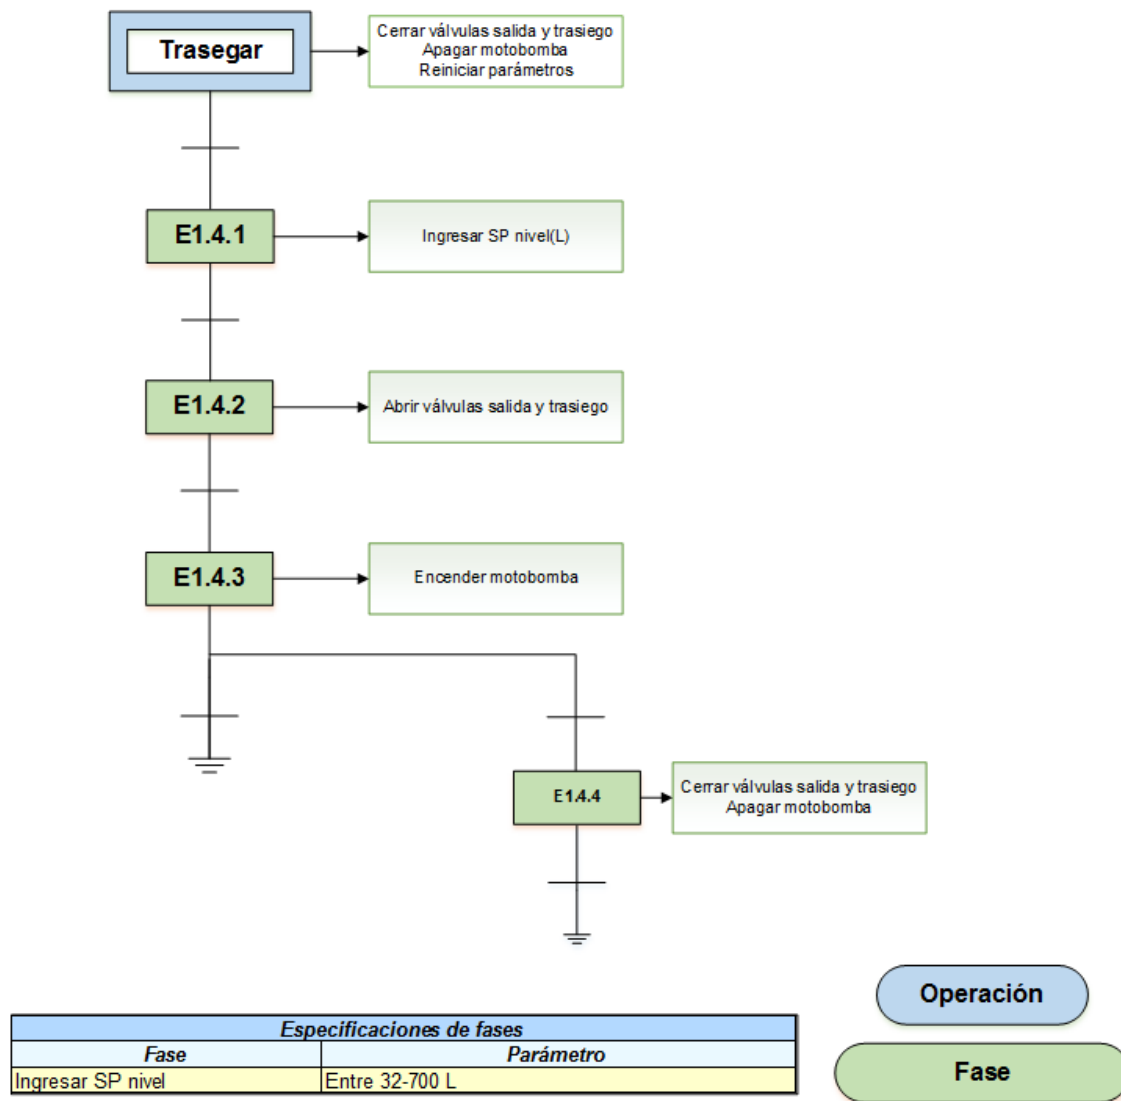 Trasegar
Cerrar válvulas salida y trasiego
Apagar motobomba
Reiniciar parámetros
E1.4.1
Ingresar SP nivel(L)
E1.4.2
Abrir válvulas salida y trasiego
E1.4.3
Encender motobomba
E1.4.4
Cerrar válvulas salida y trasiego
Apagar motobomba
Operación
Especificaciones de fases
Fase Parámetro
Ingresar SP nivel Entre 32-700 L
Fase